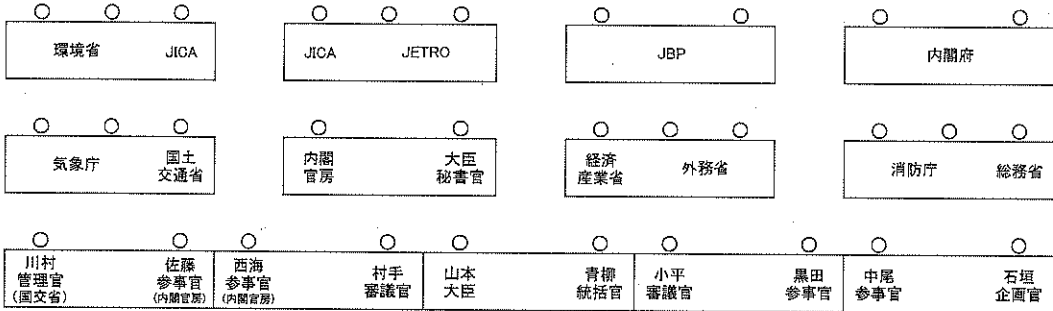 環境省 JICA JICA JETRO JBP 内閣府
気象庁 国土 内閣 大臣 経済 外務省 消防庁 総務省
交通省 官房 秘書官 産業省
川村 佐藤 西海 村手 山本 青柳 小平 黒田 中尾 石垣
管理官 参事官 参事官 審議官 大臣 統括官 審議官 参事官 参事官 企画官
(国交省) (内閣官房) (内閣官房)